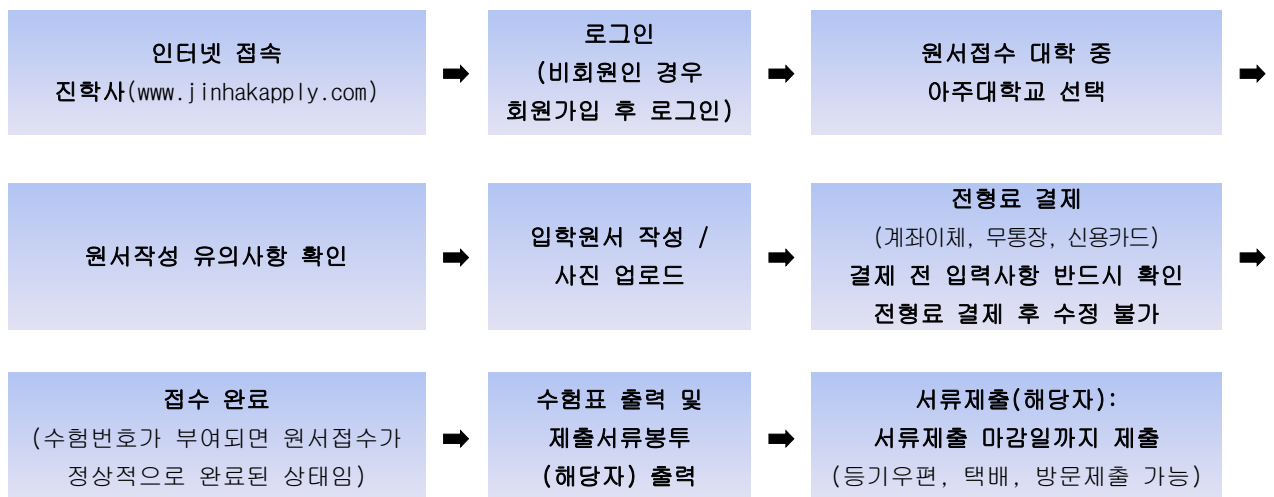 인터넷 접속
진학사(www.jinhakapply.com)
➡
로그인
(비회원인 경우
회원가입 후 로그인)
➡
원서접수 대학 중
아주대학교 선택
➡
원서작성 유의사항 확인
➡
입학원서 작성 /
사진 업로드
➡
전형료 결제
(계좌이체, 무통장, 신용카드)
결제 전 입력사항 반드시 확인
전형료 결제 후 수정 불가
➡
접수 완료
(수험번호가 부여되면 원서접수가
정상적으로 완료된 상태임)
➡
수험표 출력 및
제출서류봉투
(해당자) 출력
➡
서류제출(해당자):
서류제출 마감일까지 제출
(등기우편, 택배, 방문제출 가능)